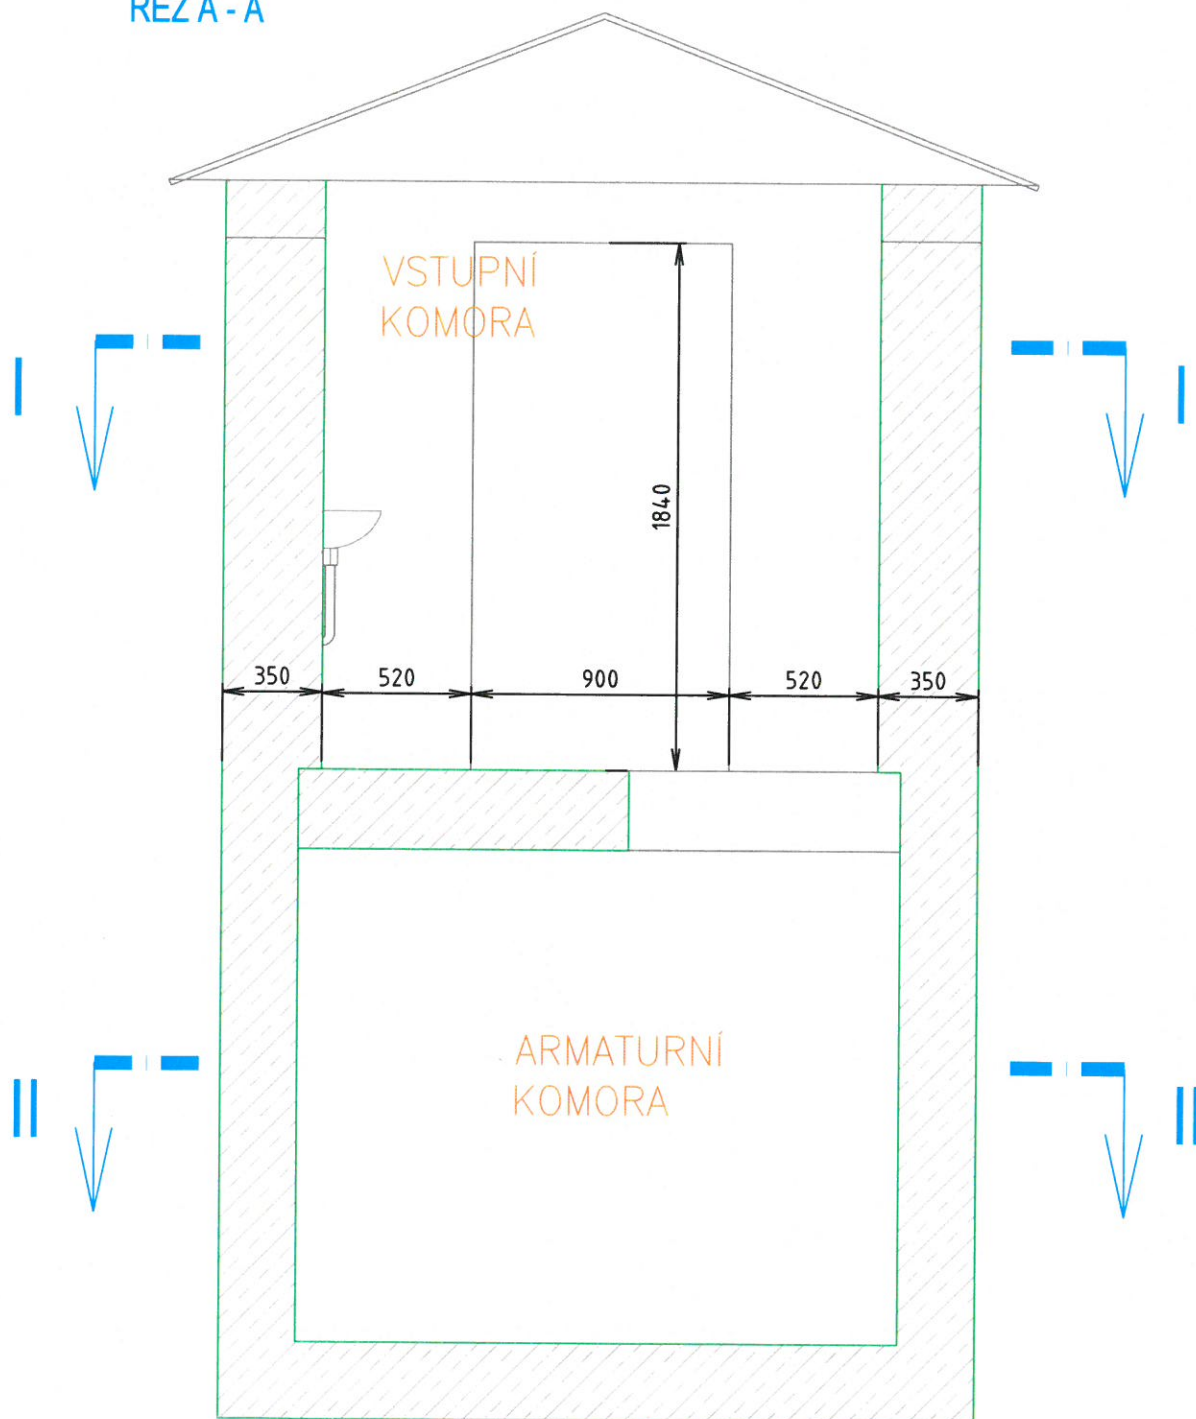 ŘEZ A - A
VSTUPNÍ
KOMORA
I
I
1840
350
520
900
520
350
ARMATURNÍ
KOMORA
II
II